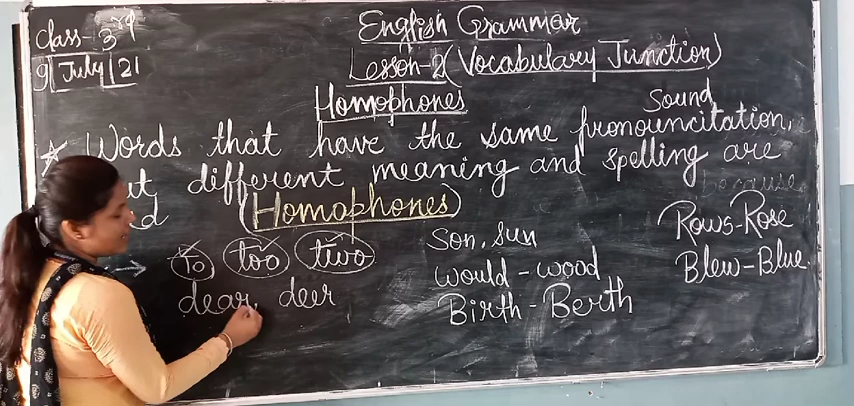 Class- 3rd
9 July 21
English Grammar
Lesson-2 (Vocabulary Junction)
Homophones
Sound
Words that have the same pronouncitation,
different meaning and spelling are
because
(Homophones)
To too two
dear, deer
Son, Sun
would - wood
Birth - Berth
Rows-Rose
Blew-Blue